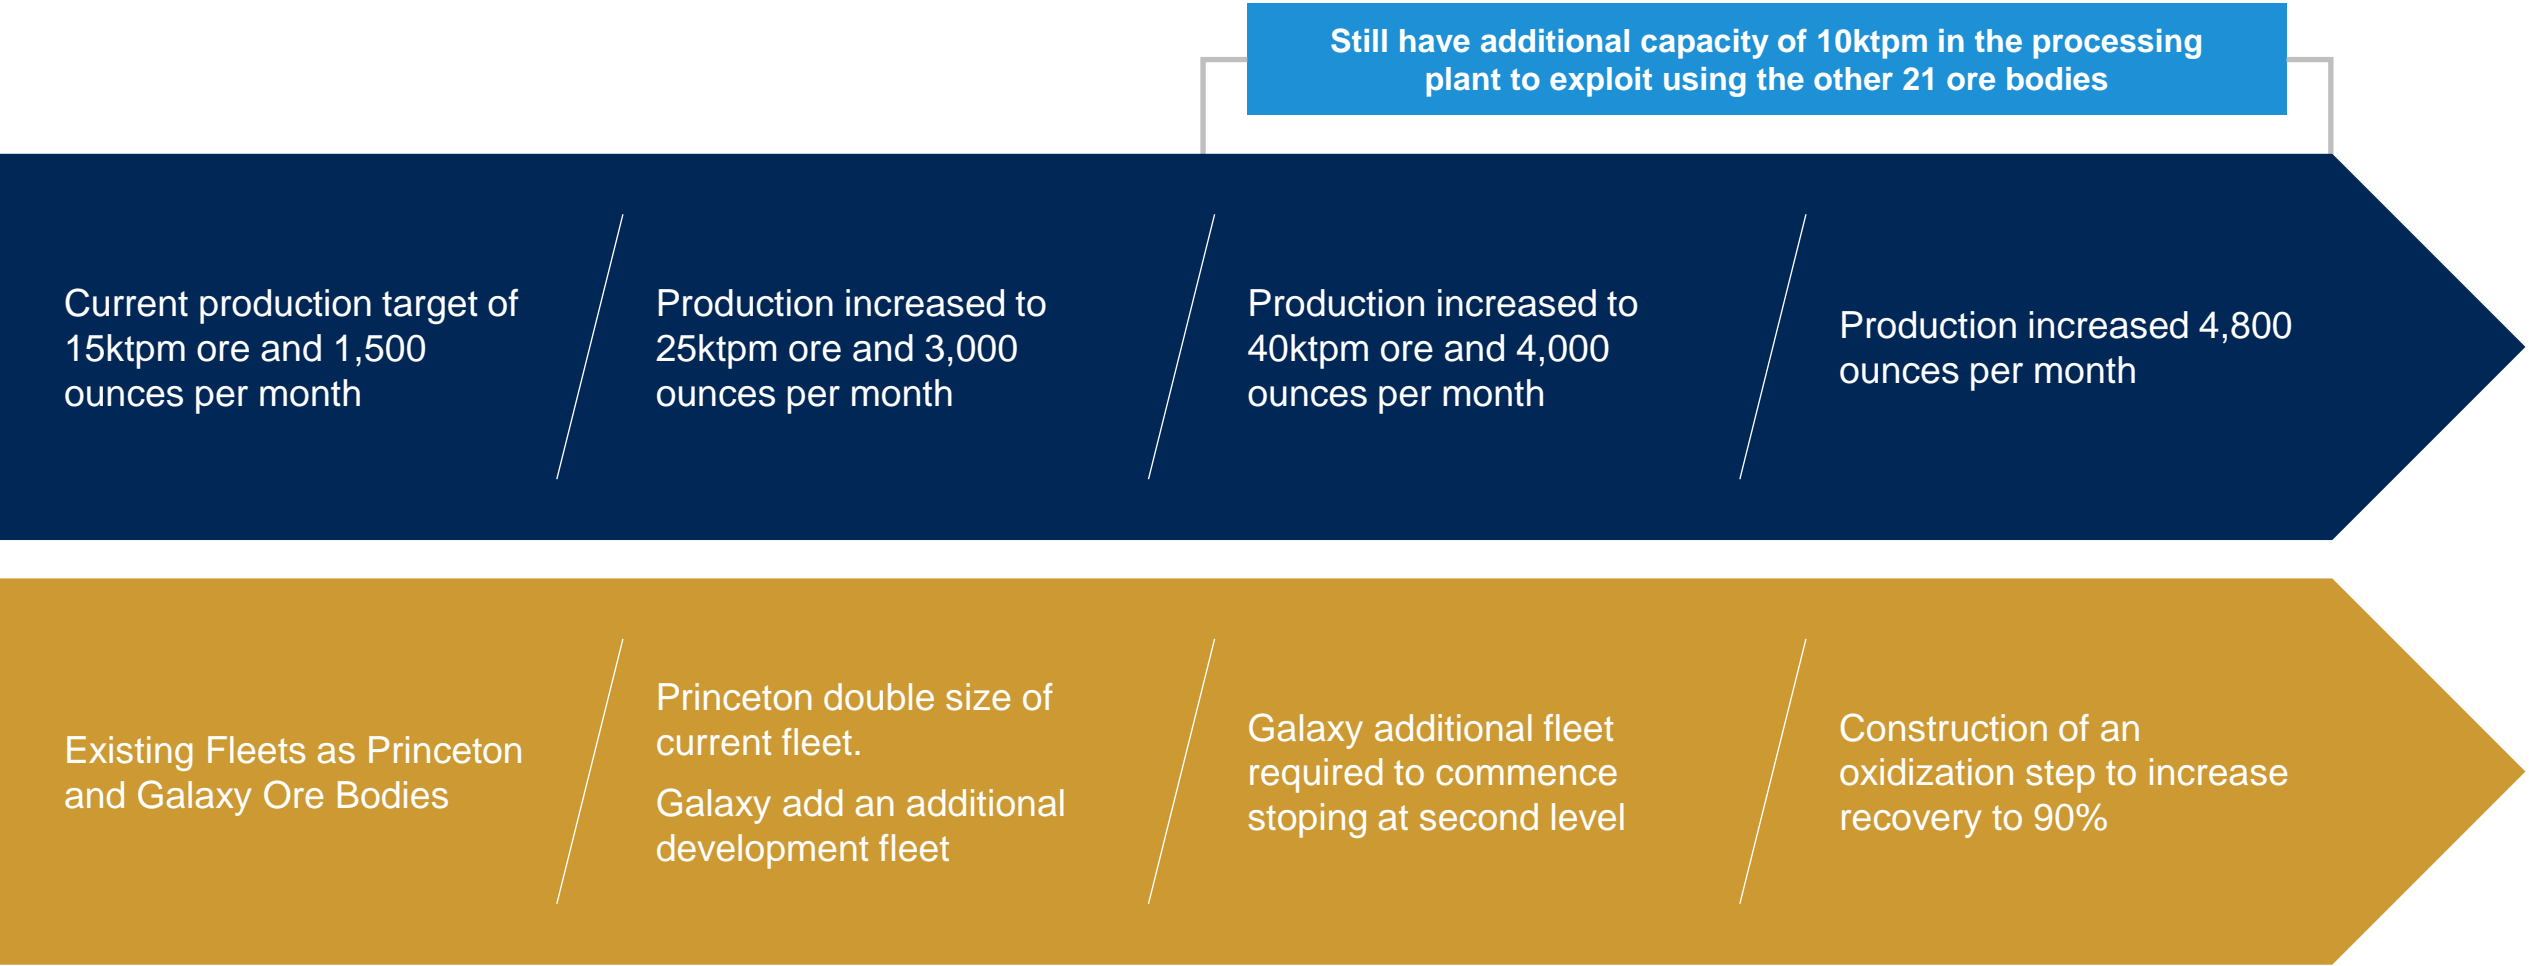 Still have additional capacity of 10ktpm in the processing
plant to exploit using the other 21 ore bodies
Current production target of
15ktpm ore and 1,500
ounces per month
Production increased to
25ktpm ore and 3,000
ounces per month
Production increased to
40ktpm ore and 4,000
ounces per month
Production increased 4,800
ounces per month
Existing Fleets as Princeton
and Galaxy Ore Bodies
Princeton double size of
current fleet.
Galaxy add an additional
development fleet
Galaxy additional fleet
required to commence
stoping at second level
Construction of an
oxidization step to increase
recovery to 90%